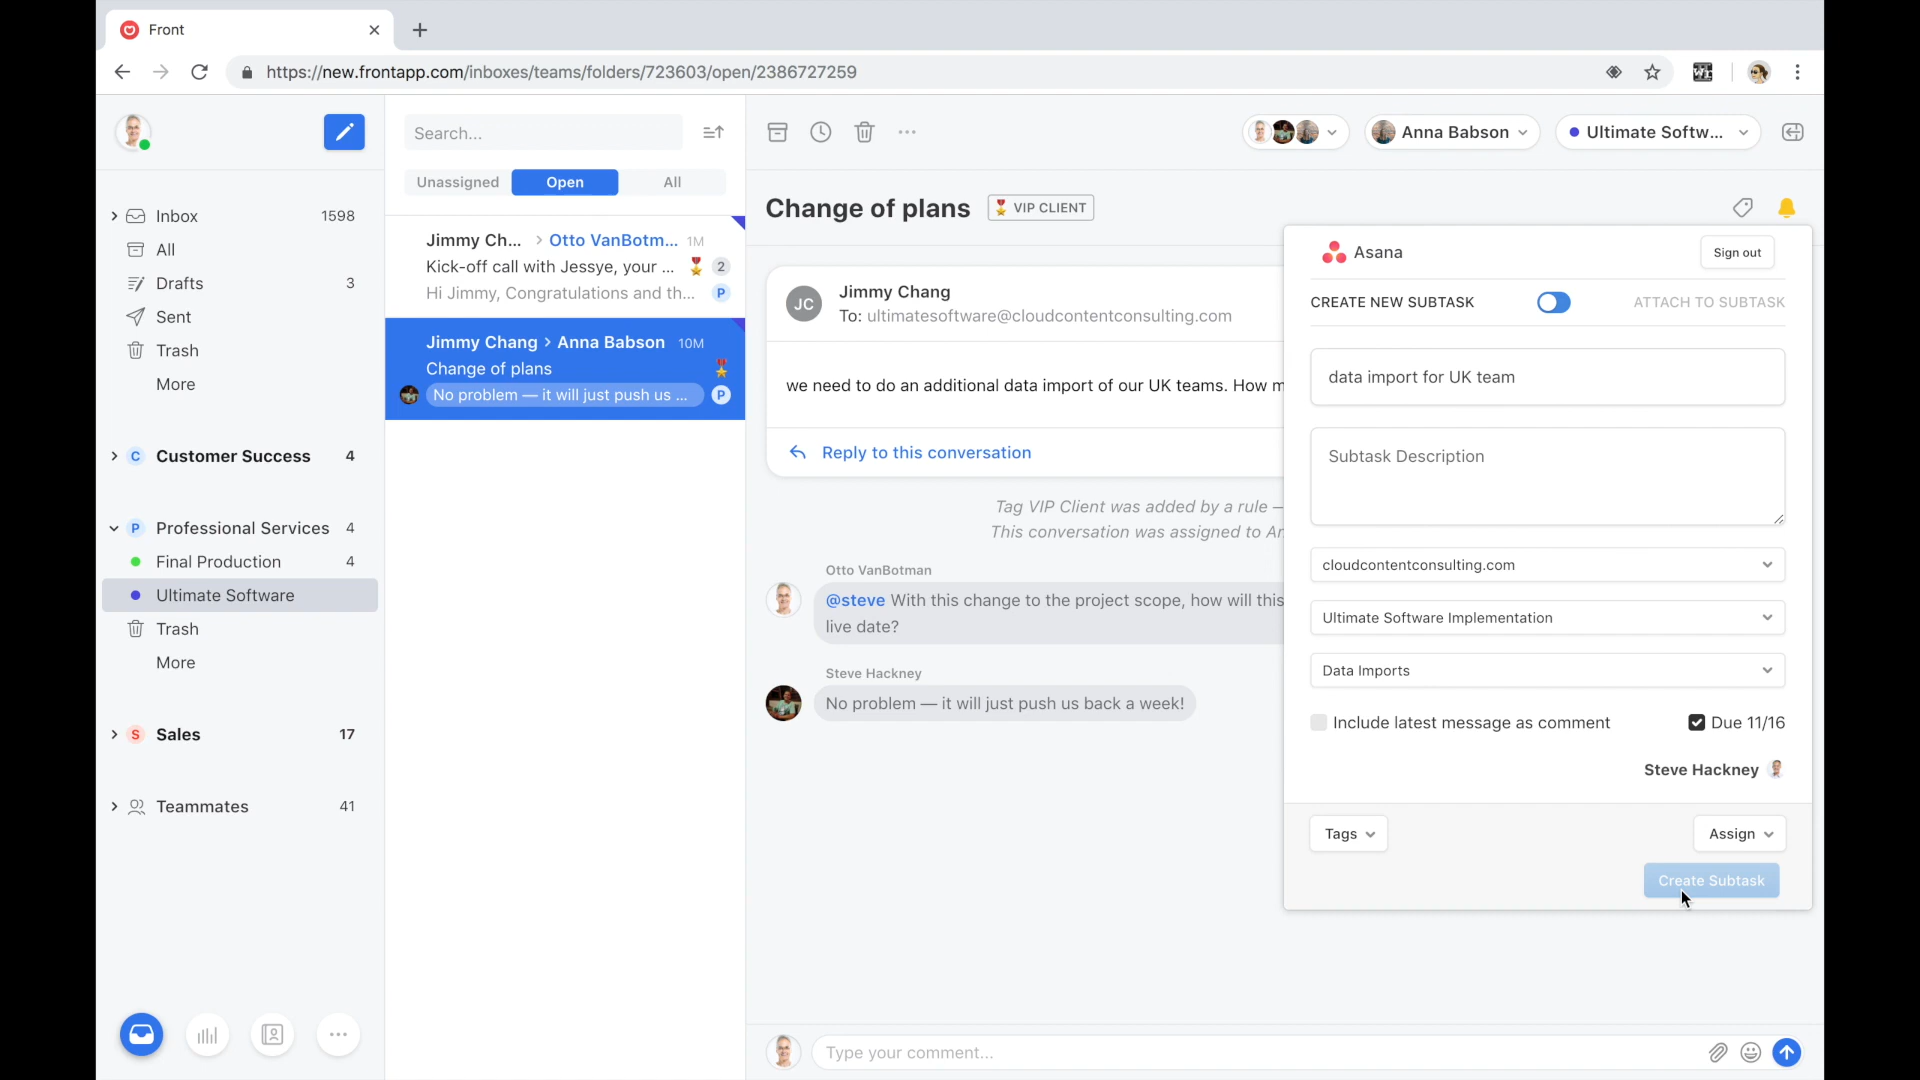 Front
https://new.frontapp.com/inboxes/teams/folders/723603/open/2386727259
Inbox 1598
All
Drafts 3
Sent
Trash
More
C Customer Success 4
P Professional Services 4
Final Production 4
Ultimate Software
Trash
More
S Sales 17
Teammates 41
Search...
Unassigned Open All
Jimmy Ch... > Otto VanBotm... 1M
Kick-off call with Jessye, your ... 2
Hi Jimmy, Congratulations and th... P
Jimmy Chang > Anna Babson 10M
Change of plans
No problem — it will just push us ... P
Anna Babson
Ultimate Softw...
Change of plans
VIP CLIENT
JC
Jimmy Chang
To: ultimatesoftware@cloudcontentconsulting.com
we need to do an additional data import of our UK teams. How m
Reply to this conversation
Tag VIP Client was added by a rule –
This conversation was assigned to An
Otto VanBotman
@steve With this change to the project scope, how will this
live date?
Steve Hackney
No problem — it will just push us back a week!
Type your comment...
Asana
Sign out
CREATE NEW SUBTASK ATTACH TO SUBTASK
data import for UK team
Subtask Description
cloudcontentconsulting.com
Ultimate Software Implementation
Data Imports
Include latest message as comment Due 11/16
Steve Hackney
Tags Assign
Create Subtask